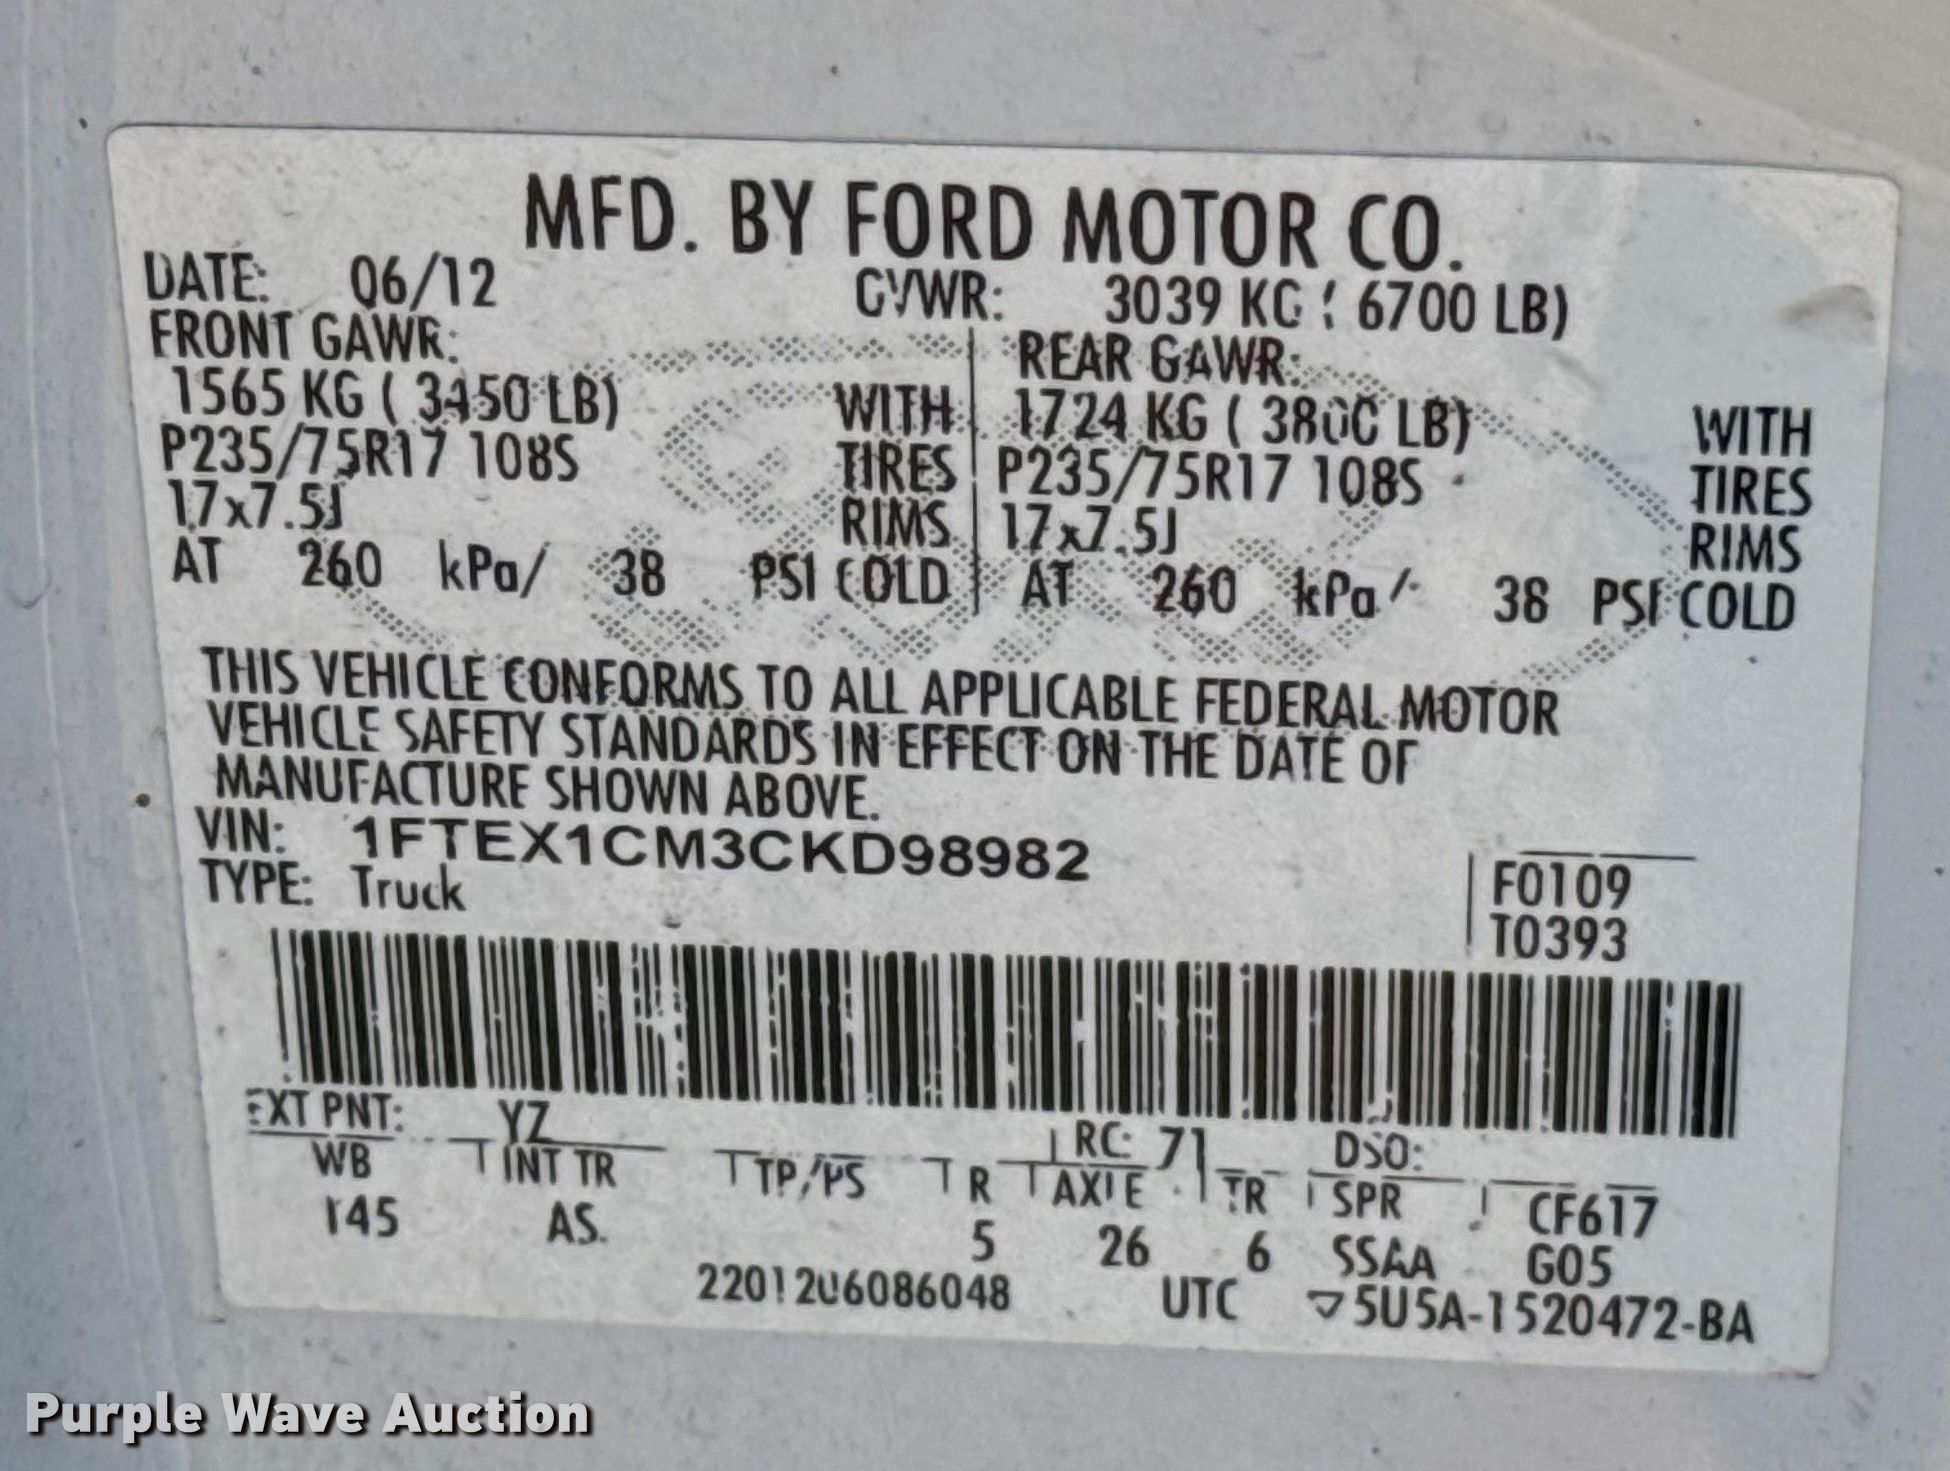 MFD. BY FORD MOTOR CO.
DATE: 06/12 GVWR: 3039 KG ( 6700 LB)
FRONT GAWR: REAR GAWR:
1565 KG ( 3450 LB) WITH 1724 KG ( 3800 LB) WITH
P235/75R17 108S TIRES P235/75R17 108S TIRES
17x7.5J RIMS 17x7.5J RIMS
AT 260 kPa/ 38 PSI COLD AT 260 kPa/ 38 PSI COLD
THIS VEHICLE CONFORMS TO ALL APPLICABLE FEDERAL MOTOR
VEHICLE SAFETY STANDARDS IN EFFECT ON THE DATE OF
MANUFACTURE SHOWN ABOVE.
VIN: 1FTEX1CM3CKD98982
TYPE: Truck
F0109
T0393
EXT PNT: YZ RC: 71 DSO:
WB INT TR TP/PS R AXLE TR SPR CF617
145 AS 5 26 6 SSAA G05
2201206086048 UTC ▽5U5A-1520472-BA
Purple Wave Auction